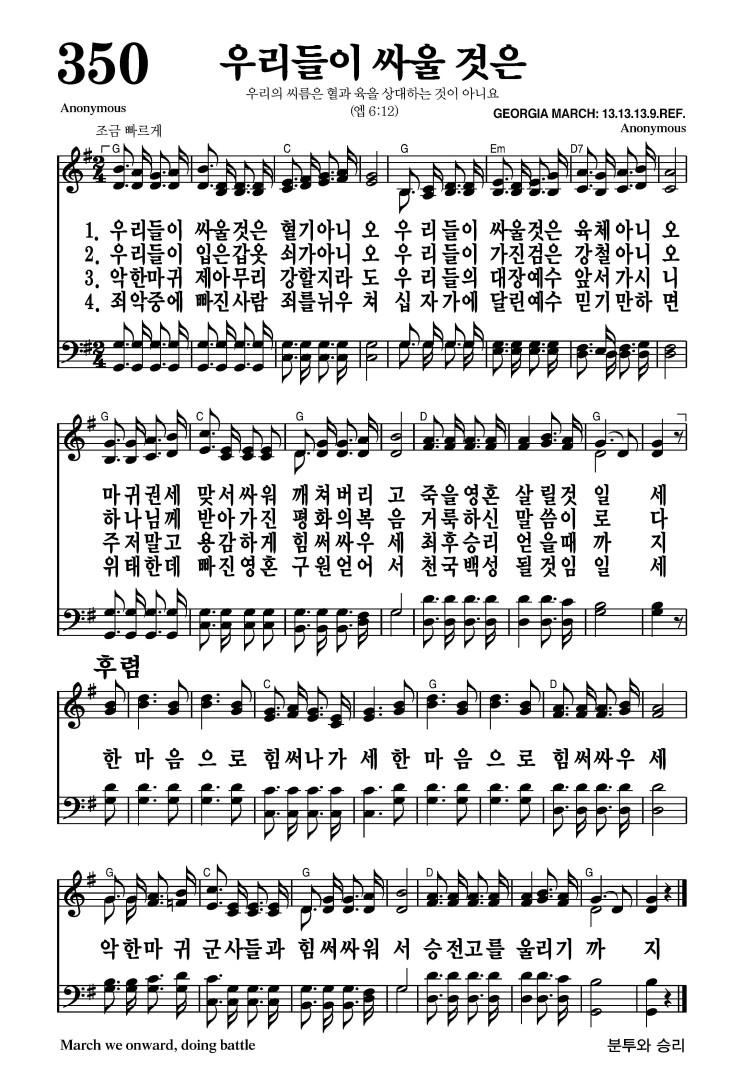 350
우리들이 싸울 것은
우리의 씨름은 혈과 육을 상대하는 것이 아니요
(엡 6:12)
Anonymous
GEORGIA MARCH: 13.13.13.9.REF.
Anonymous
조금 빠르게
G C G Em D7
1. 우리들이 싸울것은 혈기아니 오 우 리들이 싸울것은 육체아니 오
2. 우리들이 입은갑옷 쇠가아니 오 우 리들이 가진검은 강철아니 오
3. 악한마귀 제아무리 강할지라 도 우 리들의 대장예수 앞서가시 니
4. 죄악중에 빠진사람 죄를뉘우 쳐 십 자가에 달린예수 믿기만하 면
G C G D G
마귀권세 맞서싸워 깨쳐버리 고 죽을영혼 살릴것 일 세
하나님께 받아가진 평화의복 음 거룩하신 말씀이 로 다
주저말고 용감하게 힘써싸우 세 최후승리 얻을때 까 지
위태한데 빠진영혼 구원얻어 서 천국백성 될것임 일 세
후렴
C G D
한 마 음 으 로 힘써나가 세 한 마 음 으 로 힘써싸우 세
G C G D G
악한마 귀 군사들과 힘써싸워 서 승전고를 울리기 까 지
March we onward, doing battle
분투와 승리